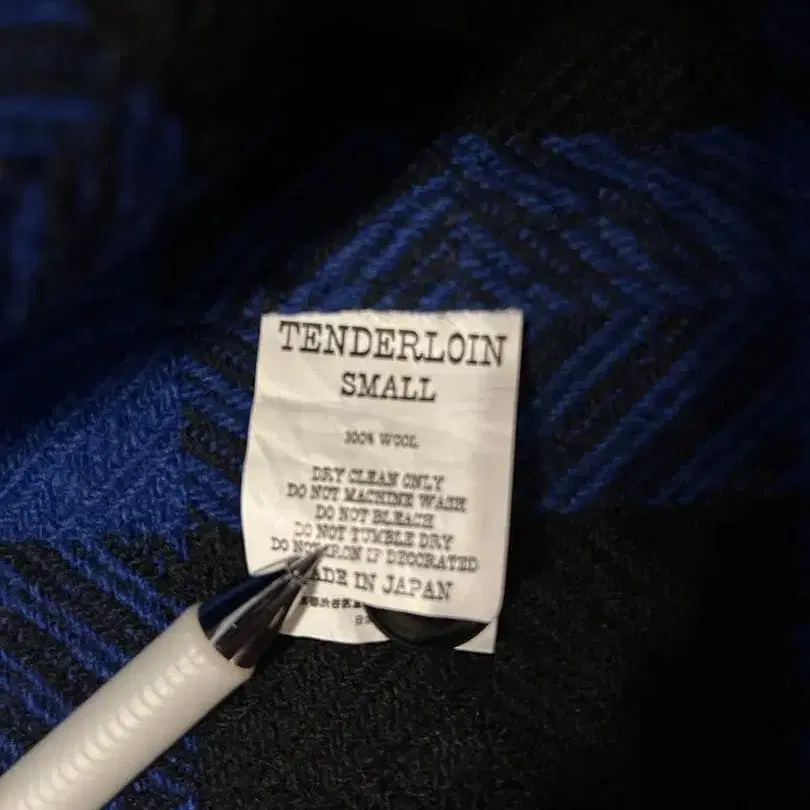 TENDERLOIN
SMALL
100% WOOL
DRY CLEAN ONLY
DO NOT MACHINE WASH
DO NOT BLEACH
DO NOT TUMBLE DRY
DO NOT IRON IF DECORATED
MADE IN JAPAN